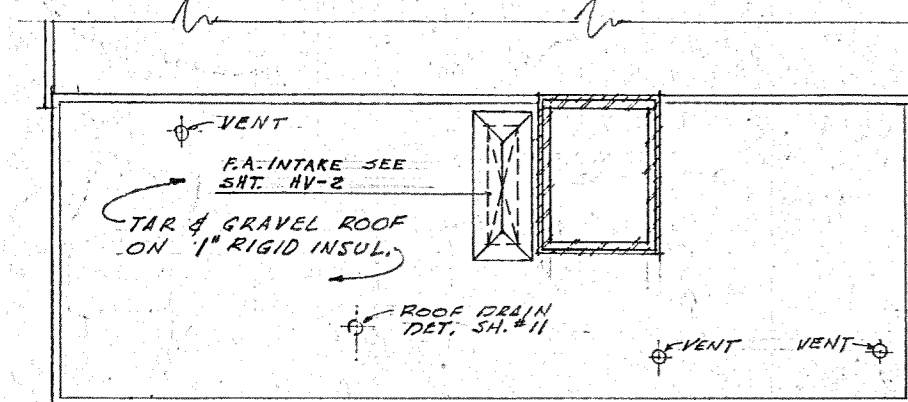 VENT
F.A. INTAKE SEE
SHT. HV-2
TAR & GRAVEL ROOF
ON 1" RIGID INSUL.
ROOF DRAIN
DET. SH. #11
VENT
VENT